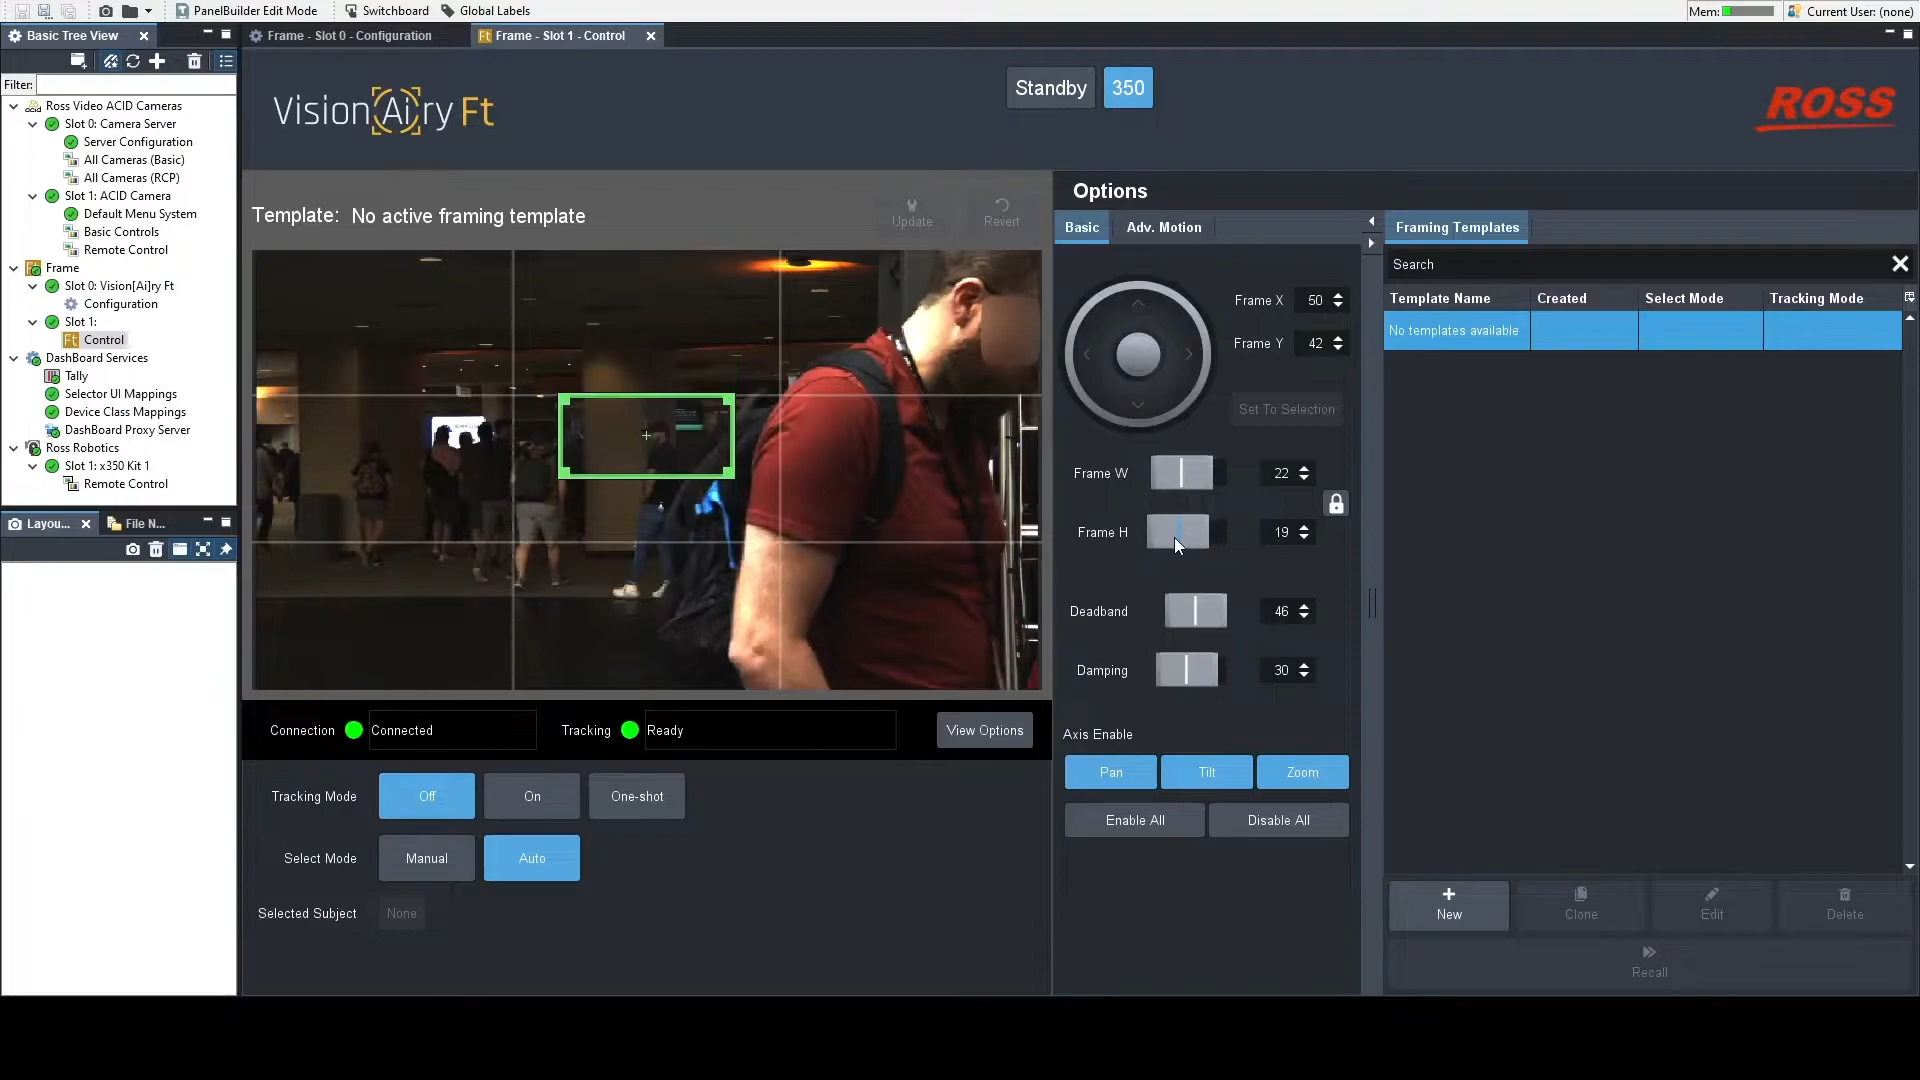 PanelBuilder Edit Mode
Switchboard
Global Labels
Mem:
Current User: (none)
Basic Tree View
Frame - Slot 0 - Configuration
Frame - Slot 1 - Control
Filter:
Ross Video ACID Cameras
Slot 0: Camera Server
Server Configuration
All Cameras (Basic)
All Cameras (RCP)
Slot 1: ACID Camera
Default Menu System
Basic Controls
Remote Control
Frame
Slot 0: Vision[Ai]ry Ft
Configuration
Slot 1:
Ft Control
DashBoard Services
Tally
Selector UI Mappings
Device Class Mappings
DashBoard Proxy Server
Ross Robotics
Slot 1: x350 Kit 1
Remote Control
Layou...
File N...
Vision[Ai]ry Ft
Standby
350
ROSS
Template: No active framing template
Update
Revert
Connection
Connected
Tracking
Ready
View Options
Tracking Mode
Off
On
One-shot
Select Mode
Manual
Auto
Selected Subject
None
Options
Basic
Adv. Motion
Frame X
50
Frame Y
42
Set To Selection
Frame W
22
Frame H
19
Deadband
46
Damping
30
Axis Enable
Pan
Tilt
Zoom
Enable All
Disable All
Framing Templates
Search
Template Name
Created
Select Mode
Tracking Mode
No templates available
New
Clone
Edit
Delete
Recall